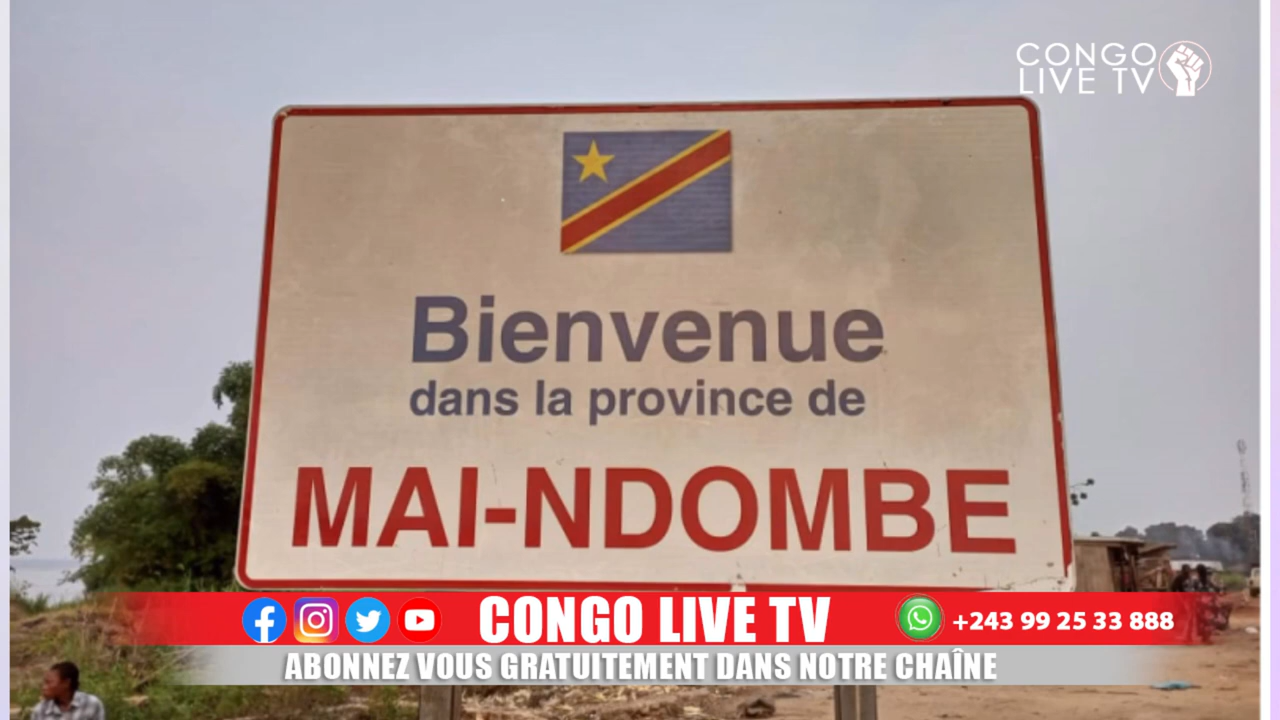 CONGO
LIVE TV
Bienvenue
dans la province de
MAI-NDOMBE
CONGO LIVE TV
+243 99 25 33 888
ABONNEZ VOUS GRATUITEMENT DANS NOTRE CHAÎNE